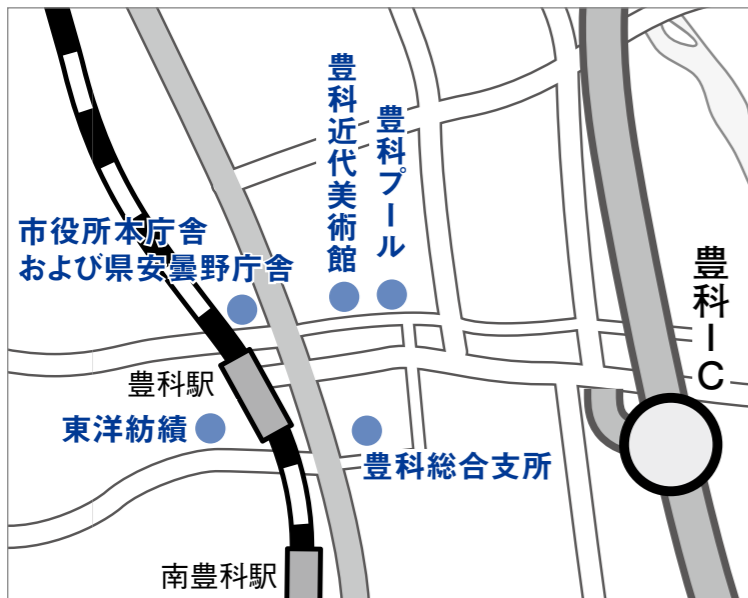 豊科近代美術館
豊科プール
市役所本庁舎
および県安曇野庁舎
豊科IC
豊科駅
東洋紡績
豊科総合支所
南豊科駅